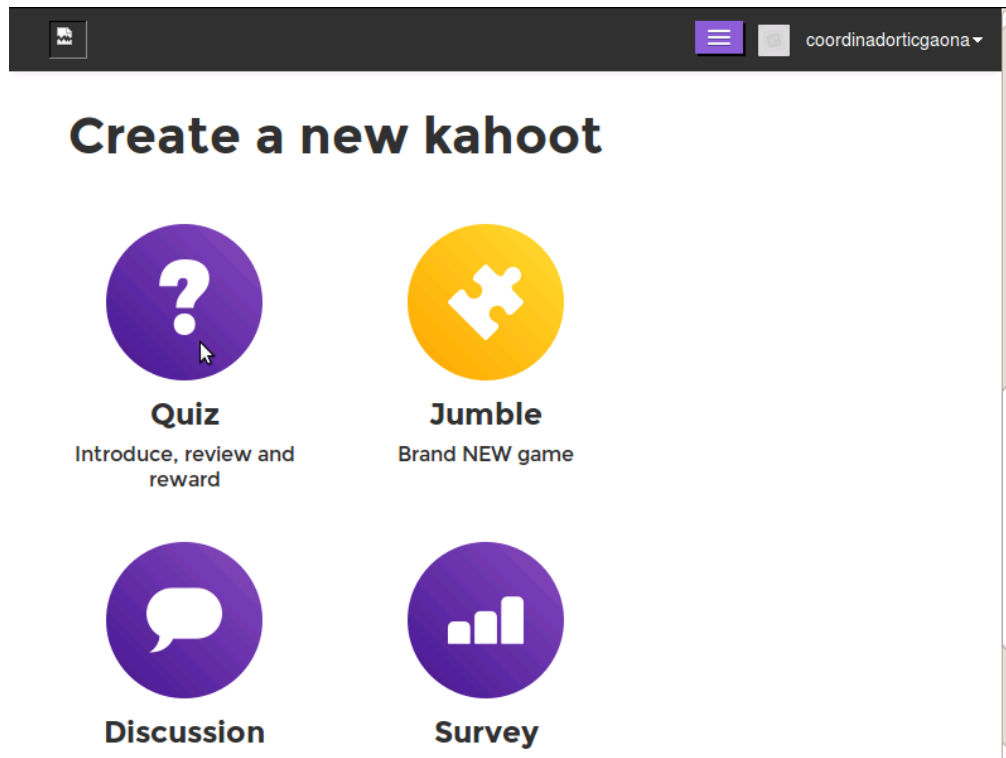 coordinadorticgaona
Create a new kahoot
Quiz
Introduce, review and
reward
Jumble
Brand NEW game
Discussion
Survey